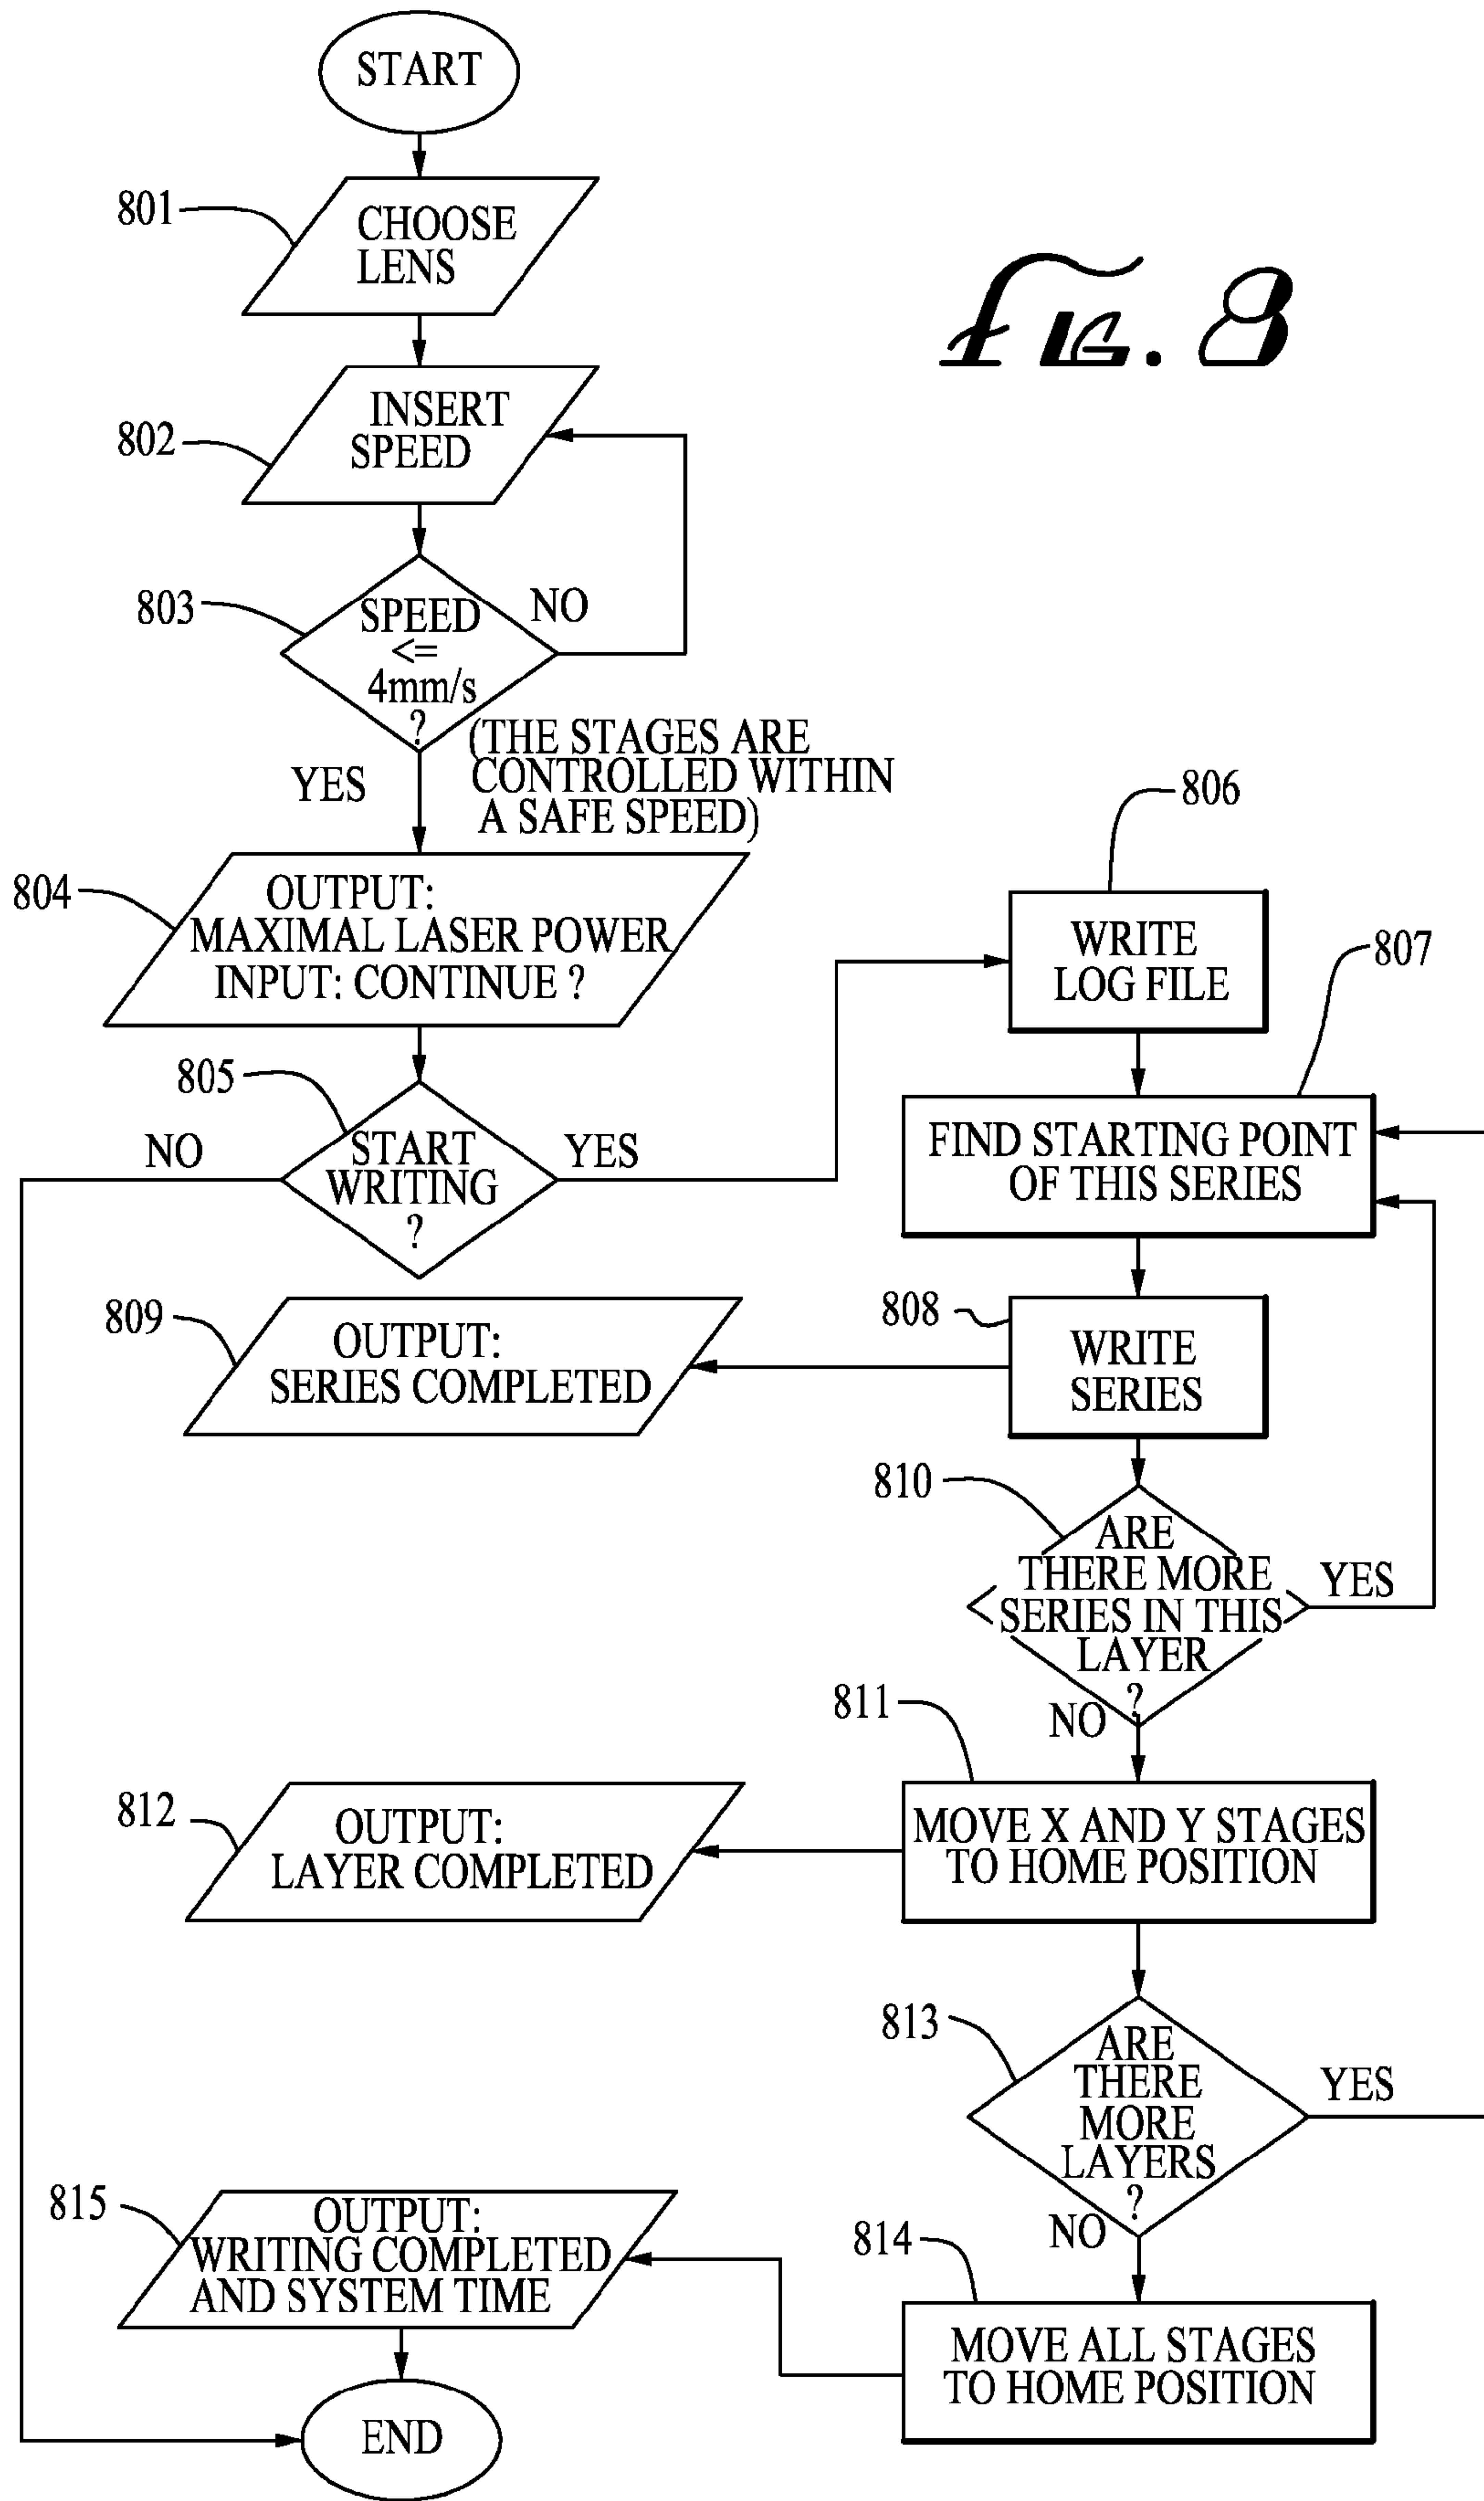 START
801
CHOOSE
LENS
FIG. 8
802
INSERT
SPEED
803
SPEED
<=
4mm/s
?
NO
YES
(THE STAGES ARE
CONTROLLED WITHIN
A SAFE SPEED)
804
OUTPUT:
MAXIMAL LASER POWER
INPUT: CONTINUE ?
805
START
WRITING
?
NO
YES
806
WRITE
LOG FILE
807
FIND STARTING POINT
OF THIS SERIES
808
WRITE
SERIES
809
OUTPUT:
SERIES COMPLETED
810
ARE
THERE MORE
SERIES IN THIS
LAYER
?
YES
NO
811
MOVE X AND Y STAGES
TO HOME POSITION
812
OUTPUT:
LAYER COMPLETED
813
ARE
THERE
MORE
LAYERS
?
YES
NO
814
MOVE ALL STAGES
TO HOME POSITION
815
OUTPUT:
WRITING COMPLETED
AND SYSTEM TIME
END